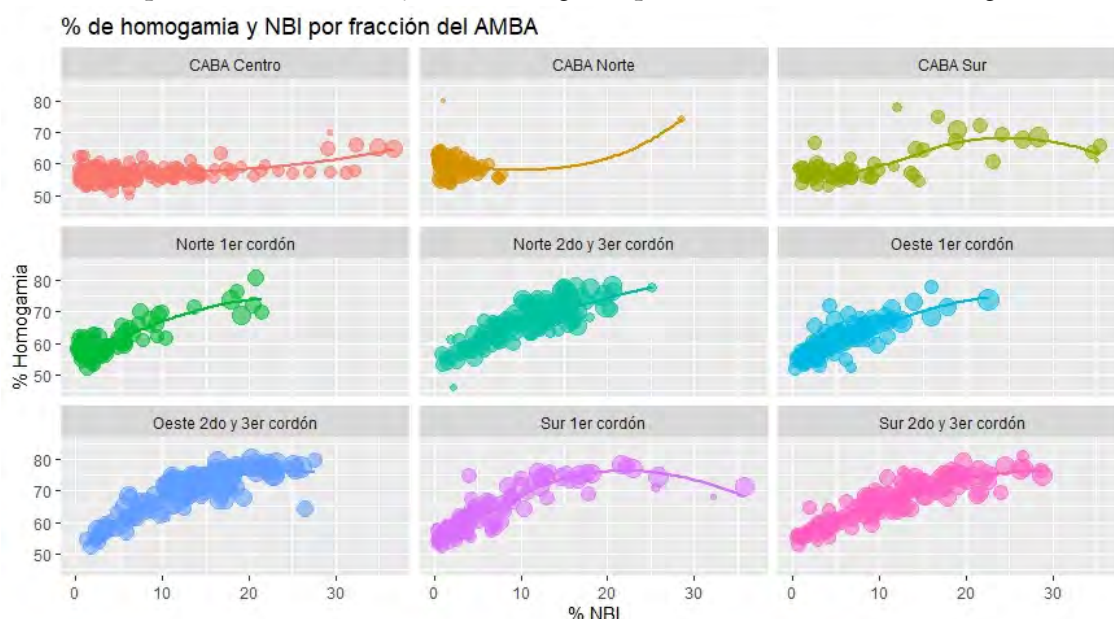 % de homogamia y NBI por fracción del AMBA
CABA Centro
CABA Norte
CABA Sur
80
70
60
50
Norte 1er cordón
Norte 2do y 3er cordón
Oeste 1er cordón
% Homogamia
80
70
60
50
Oeste 2do y 3er cordón
Sur 1er cordón
Sur 2do y 3er cordón
80
70
60
50
0 10 20 30 0 10 20 30 0 10 20 30
% NBI